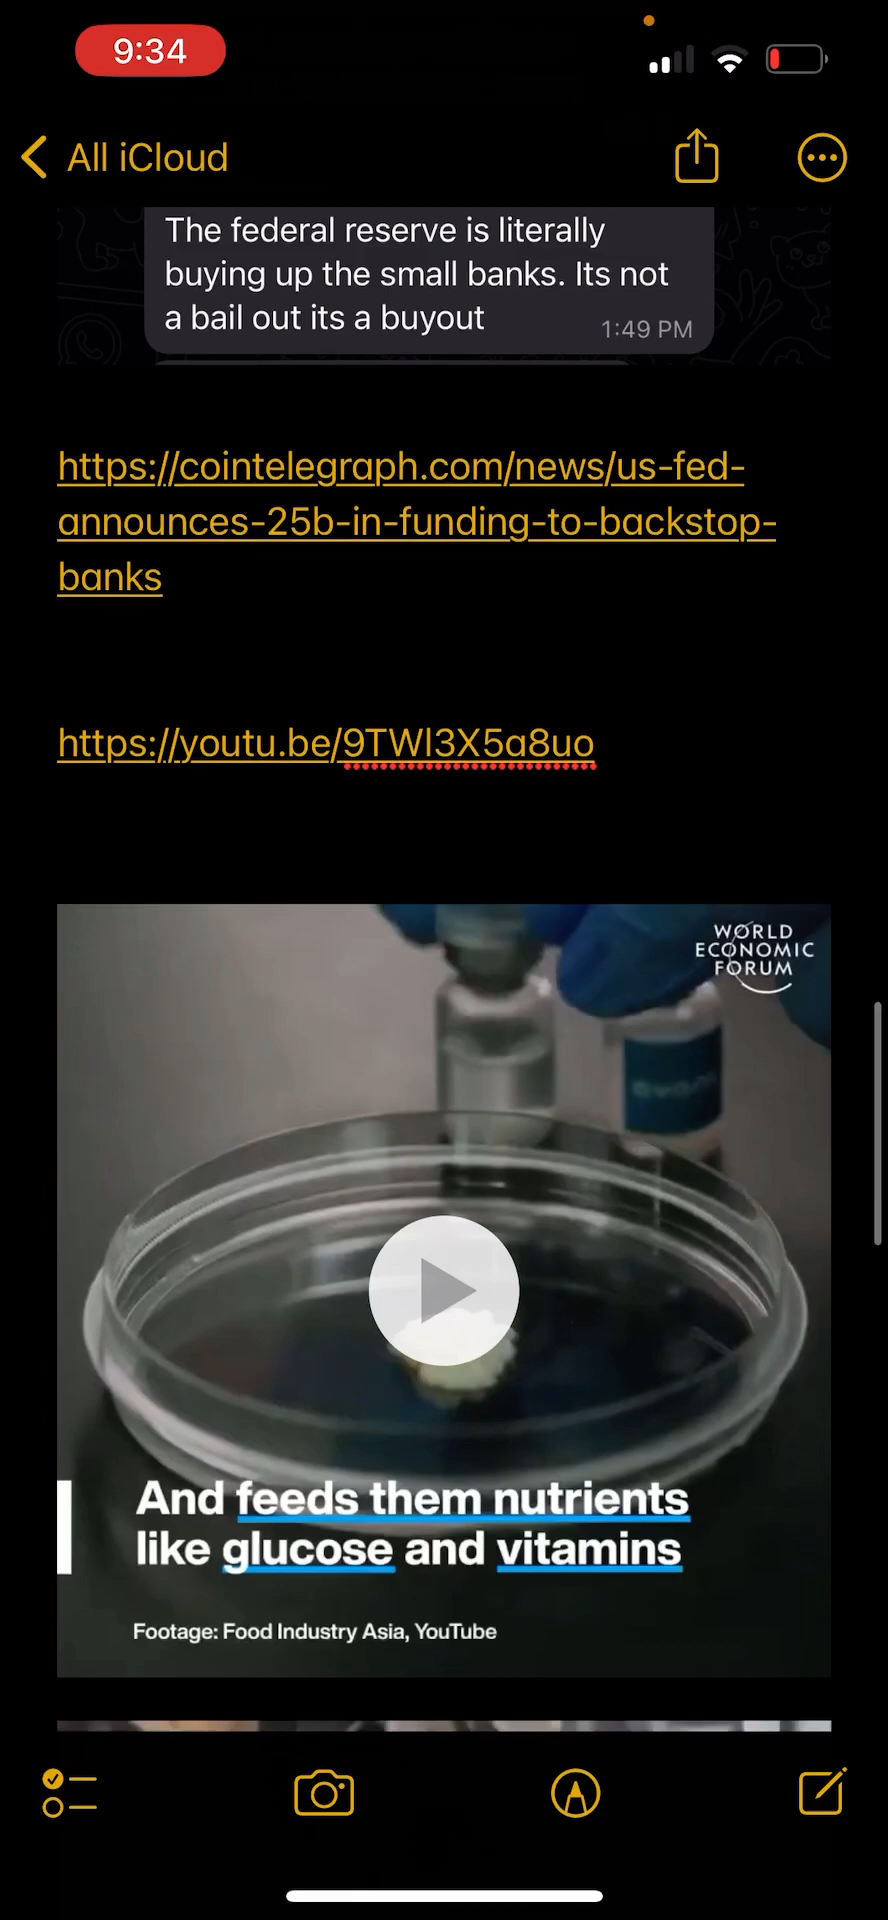 9:34
All iCloud
The federal reserve is literally
buying up the small banks. Its not
a bail out its a buyout
1:49 PM
https://cointelegraph.com/news/us-fed-
announces-25b-in-funding-to-backstop-
banks
https://youtu.be/9TWl3X5a8uo
WORLD
ECONOMIC
FORUM
And feeds them nutrients
like glucose and vitamins
Footage: Food Industry Asia, YouTube